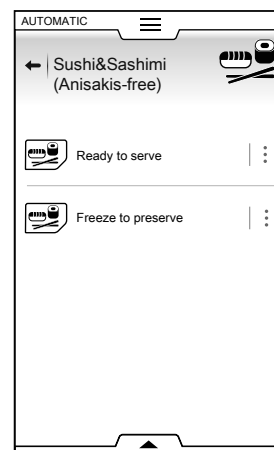 AUTOMATIC
Sushi&Sashimi
(Anisakis-free)
Ready to serve
Freeze to preserve